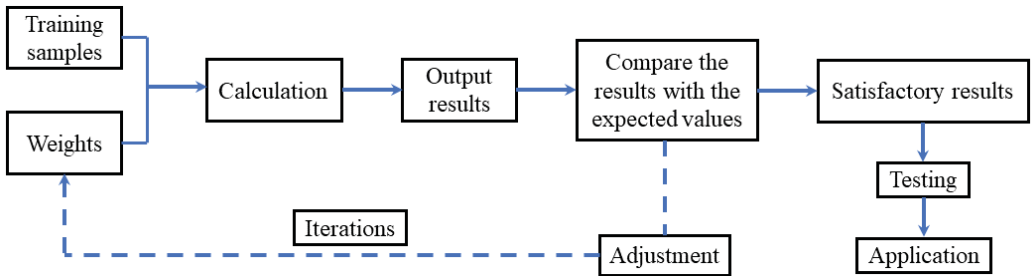 Training
samples
Weights
Calculation
Output
results
Compare the
results with the
expected values
Satisfactory results
Testing
Application
Adjustment
Iterations